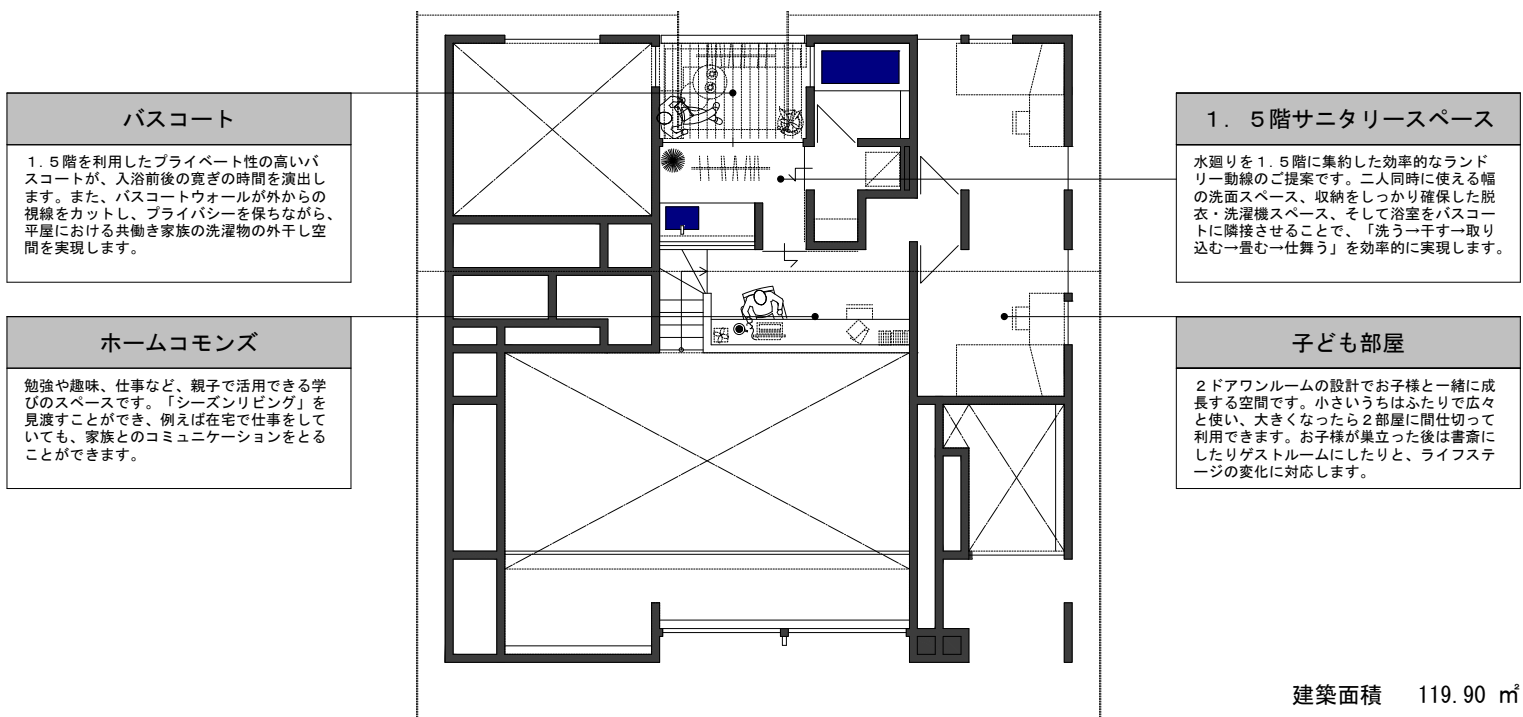 バスコート
１.５階を利用したプライベート性の高いバ
スコートが、入浴前後の寛ぎの時間を演出し
ます。また、バスコートウォールが外からの
視線をカットし、プライバシーを保ちながら、
平屋における共働き家族の洗濯物の外干し空
間を実現します。
ホームコモンズ
勉強や趣味、仕事など、親子で活用できる学
びのスペースです。「シーズンリビング」を
見渡すことができ、例えば在宅で仕事をして
いても、家族とのコミュニケーションをとる
ことができます。
１．５階サニタリースペース
水廻りを１.５階に集約した効率的なランド
リー動線のご提案です。二人同時に使える幅
の洗面スペース、収納をしっかり確保した脱
衣・洗濯機スペース、そして浴室をバスコー
トに隣接させることで、「洗う→干す→取り
込む→畳む→仕舞う」を効率的に実現します。
子ども部屋
２ドアワンルームの設計でお子様と一緒に成
長する空間です。小さいうちはふたりで広々
と使い、大きくなったら２部屋に間仕切って
利用できます。お子様が巣立った後は書斎に
したりゲストルームにしたりと、ライフステ
ージの変化に対応します。
建築面積　119.90 ㎡